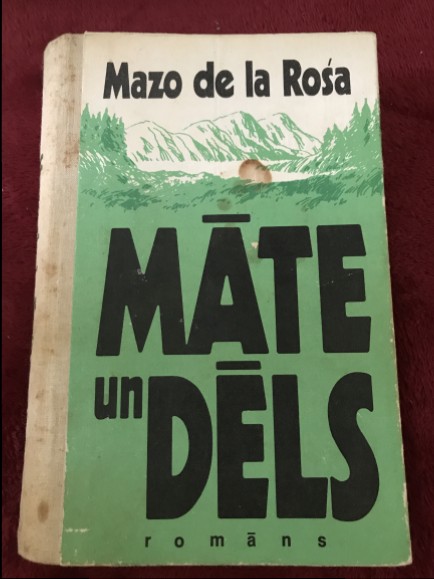 Mazo de la Roša
MĀTE
un DĒLS
romāns